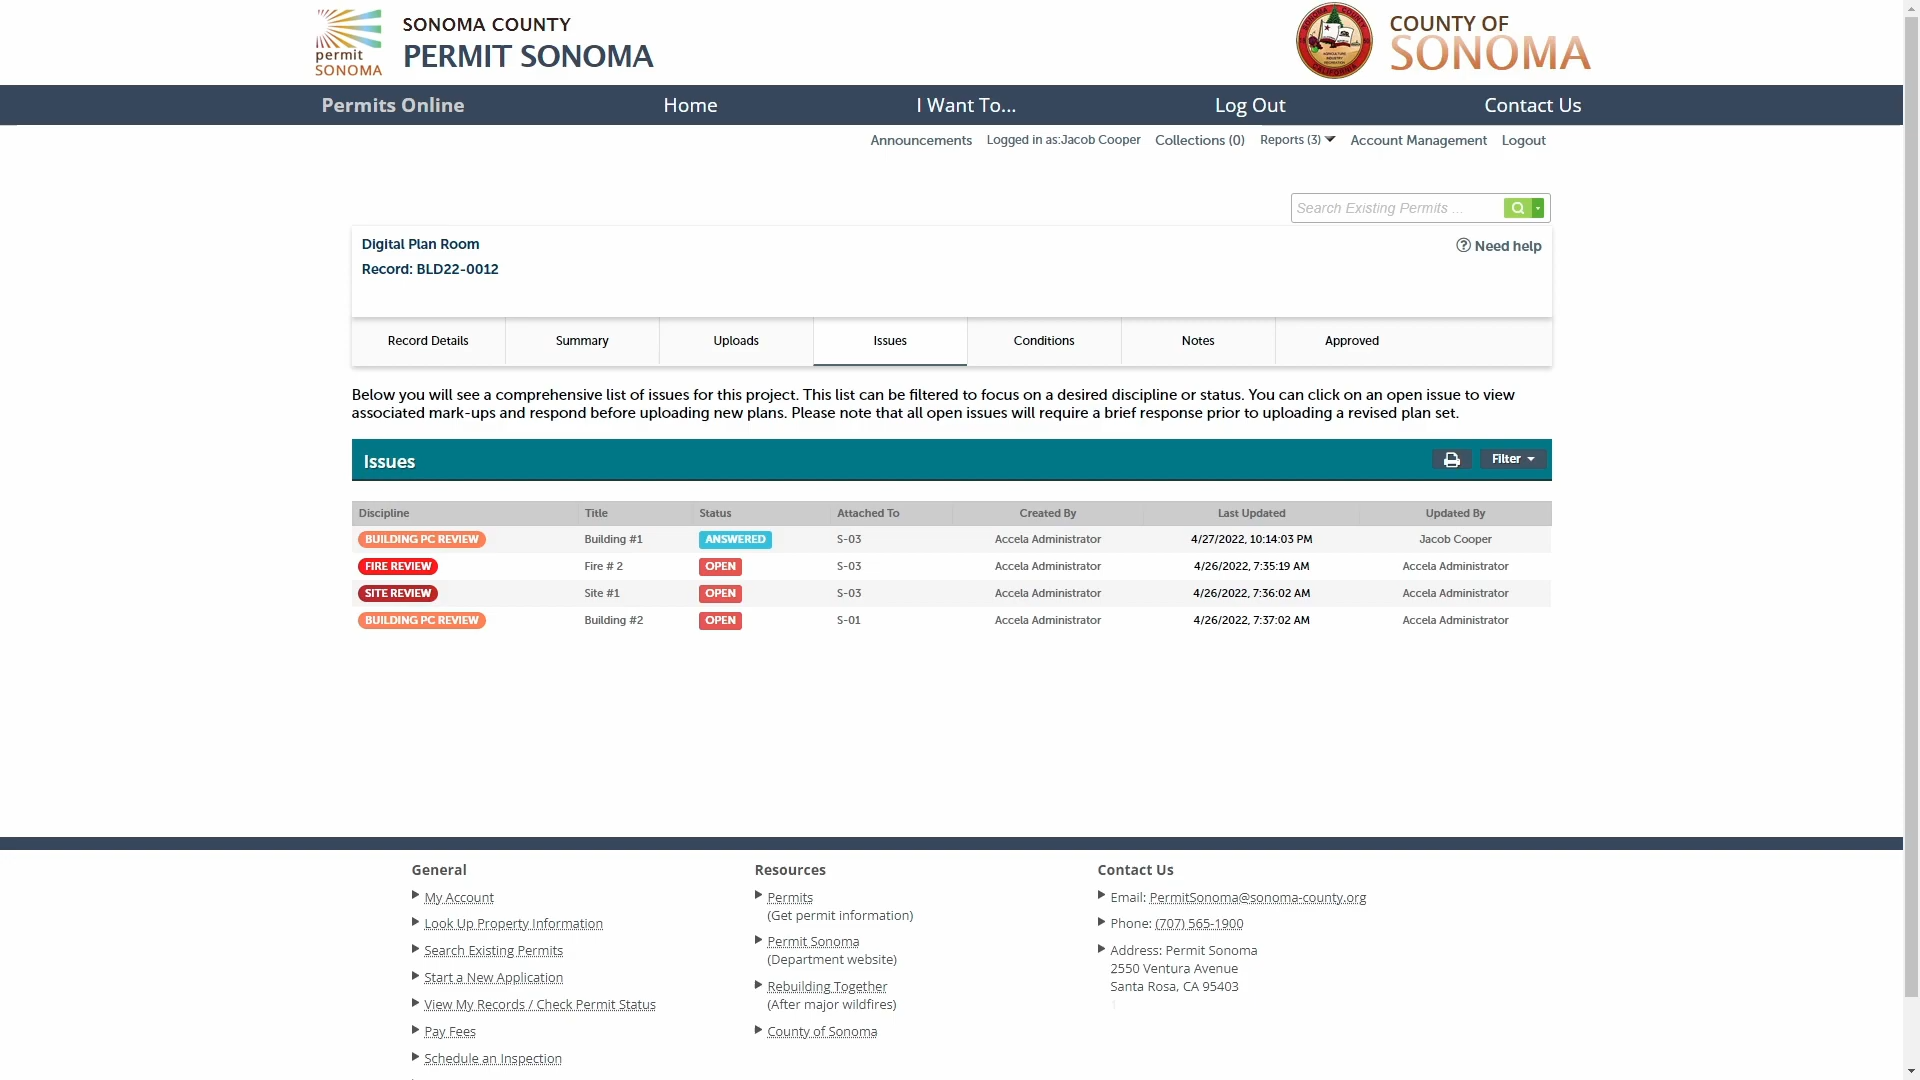 permit
SONOMA
SONOMA COUNTY
PERMIT SONOMA
COUNTY OF
SONOMA
Permits Online
Home
I Want To...
Log Out
Contact Us
Announcements
Logged in as:Jacob Cooper
Collections (0)
Reports (3)
Account Management
Logout
Search Existing Permits ...
Digital Plan Room
Need help
Record: BLD22-0012
Record Details
Summary
Uploads
Issues
Conditions
Notes
Approved
Below you will see a comprehensive list of issues for this project. This list can be filtered to focus on a desired discipline or status. You can click on an open issue to view
associated mark-ups and respond before uploading new plans. Please note that all open issues will require a brief response prior to uploading a revised plan set.
Issues
Filter
Discipline Title Status Attached To Created By Last Updated Updated By
BUILDING PC REVIEW Building #1 ANSWERED S-03 Accela Administrator 4/27/2022, 10:14:03 PM Jacob Cooper
FIRE REVIEW Fire # 2 OPEN S-03 Accela Administrator 4/26/2022, 7:35:19 AM Accela Administrator
SITE REVIEW Site #1 OPEN S-03 Accela Administrator 4/26/2022, 7:36:02 AM Accela Administrator
BUILDING PC REVIEW Building #2 OPEN S-01 Accela Administrator 4/26/2022, 7:37:02 AM Accela Administrator
General
My Account
Look Up Property Information
Search Existing Permits
Start a New Application
View My Records / Check Permit Status
Pay Fees
Schedule an Inspection
Resources
Permits
(Get permit information)
Permit Sonoma
(Department website)
Rebuilding Together
(After major wildfires)
County of Sonoma
Contact Us
Email: PermitSonoma@sonoma-county.org
Phone: (707) 565-1900
Address: Permit Sonoma
2550 Ventura Avenue
Santa Rosa, CA 95403